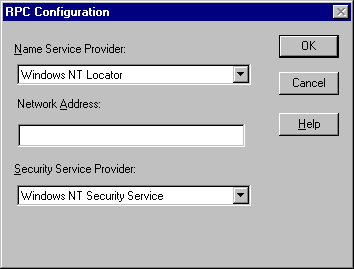 RPC Configuration
Name Service Provider:
OK
Windows NT Locator
Cancel
Network Address:
Help
Security Service Provider:
Windows NT Security Service